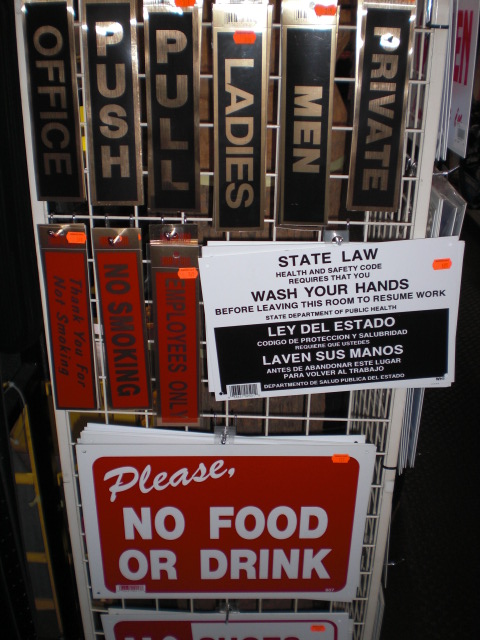 OFFICE
PUSH
PULL
LADIES
MEN
PRIVATE
Thank You For
Not Smoking
NO SMOKING
EMPLOYEES ONL
STATE LAW
HEALTH AND SAFETY CODE
REQUIRES THAT YOU
WASH YOUR HANDS
BEFORE LEAVING THIS ROOM TO RESUME WORK
STATE DEPARTMENT OF PUBLIC HEALTH
LEY DEL ESTADO
CODIGO DE PROTECCION Y SALUBRIDAD
REQUIERE QUE USTEDES
LAVEN SUS MANOS
ANTES DE ABANDONAR ESTE LUGAR
PARA VOLVER AL TRABAJO
DEPARTMENTO DE SALUD PUBLICA DEL ESTADO
Please,
NO FOOD
OR DRINK